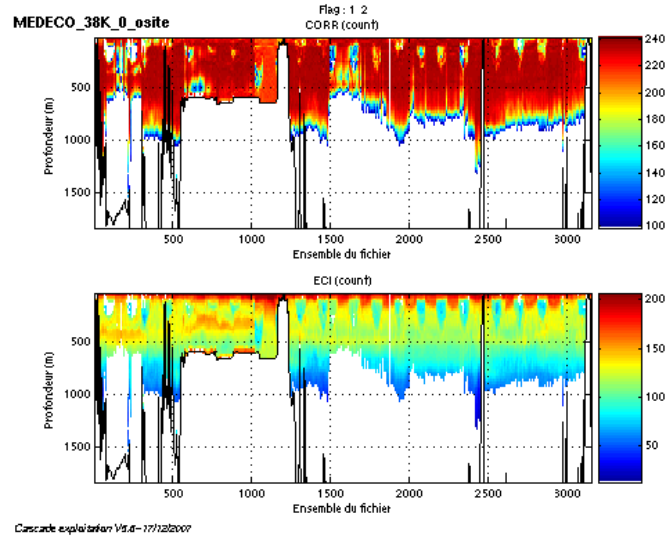 Flag : 1 2
MEDECO_38K_0_osite
CORR (count)
500
1000
1500
Profondeur (m)
500 1000 1500 2000 2500 3000
Ensemble du fichier
240
220
200
180
160
140
120
100
ECI (count)
500
1000
1500
Profondeur (m)
500 1000 1500 2000 2500 3000
Ensemble du fichier
200
150
100
50
Cascade exploitation V5.6 - 17/12/2007